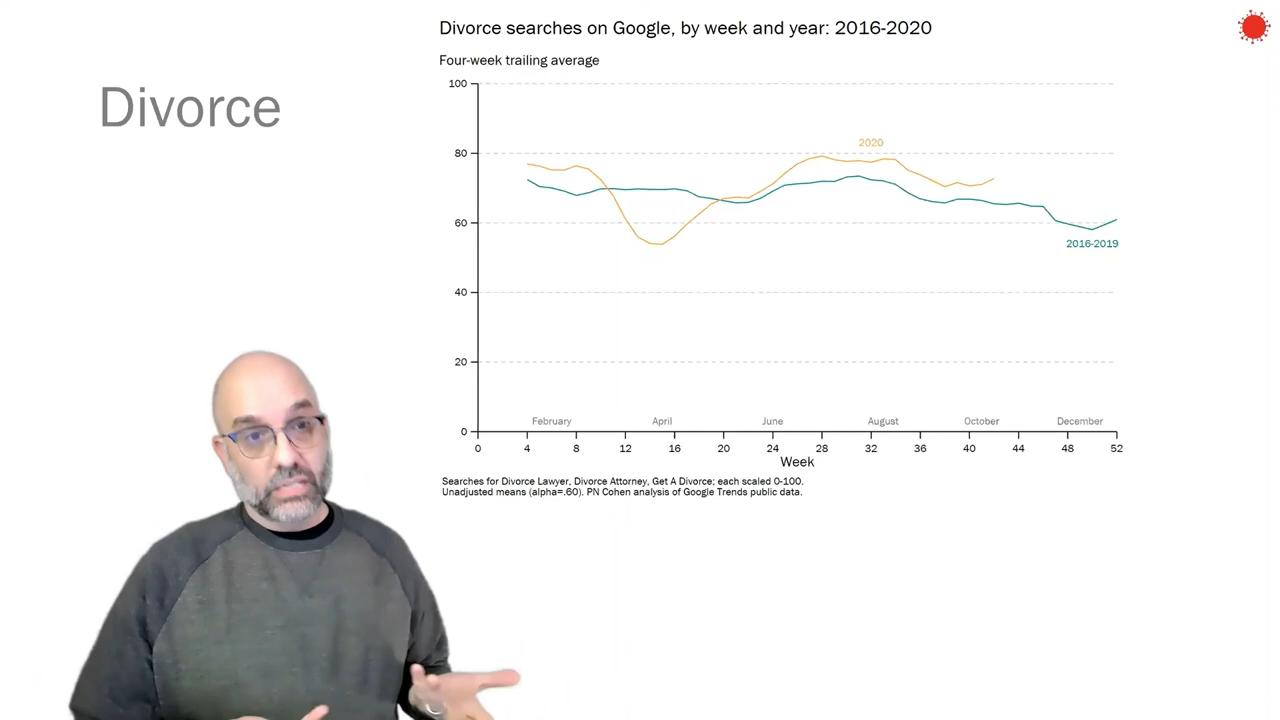 Divorce
Divorce searches on Google, by week and year: 2016-2020
Four-week trailing average
100
80
60
40
20
0
2020
2016-2019
February April June August October December
0 4 8 12 16 20 24 28 32 36 40 44 48 52
Week
Searches for Divorce Lawyer, Divorce Attorney, Get A Divorce; each scaled 0-100.
Unadjusted means (alpha=.60). PN Cohen analysis of Google Trends public data.